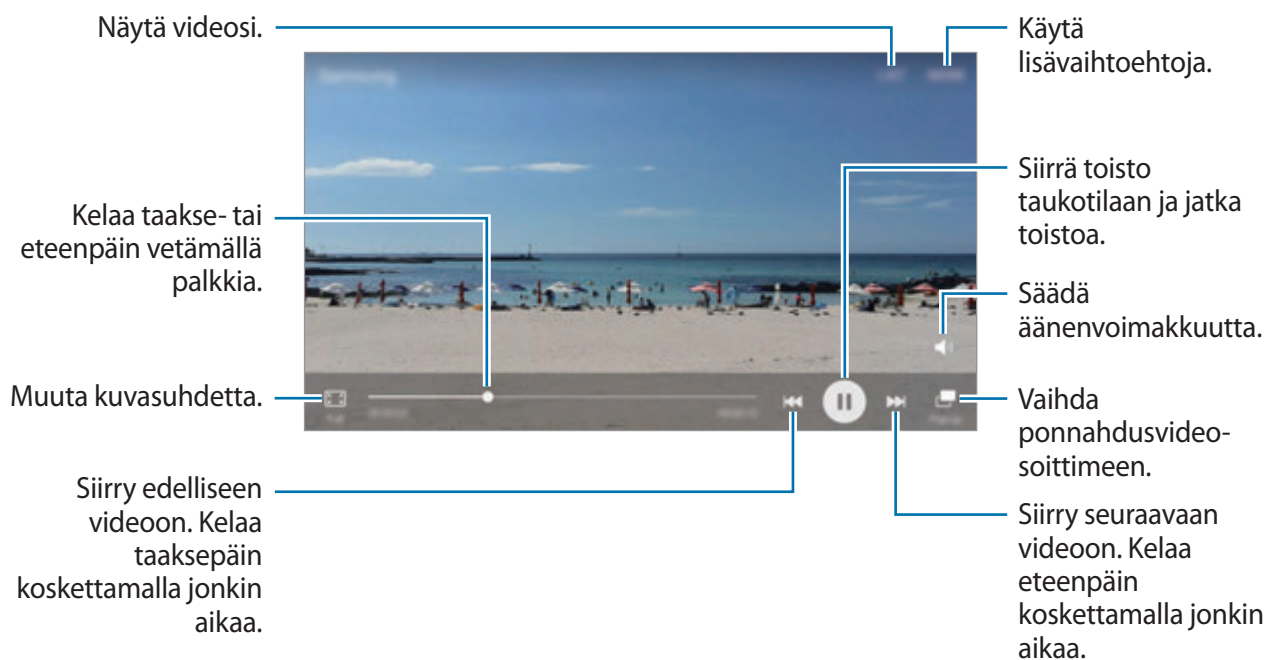 Näytä videosi.
Käytä
lisävaihtoehtoja.
Siirrä toisto
taukotilaan ja jatka
toistoa.
Kelaa taakse- tai
eteenpäin vetämällä
palkkia.
Säädä
äänenvoimakkuutta.
Muuta kuvasuhdetta.
Vaihda
ponnahdusvideo-
soittimeen.
Siirry edelliseen
videoon. Kelaa
taaksepäin
koskettamalla jonkin
aikaa.
Siirry seuraavaan
videoon. Kelaa
eteenpäin
koskettamalla jonkin
aikaa.